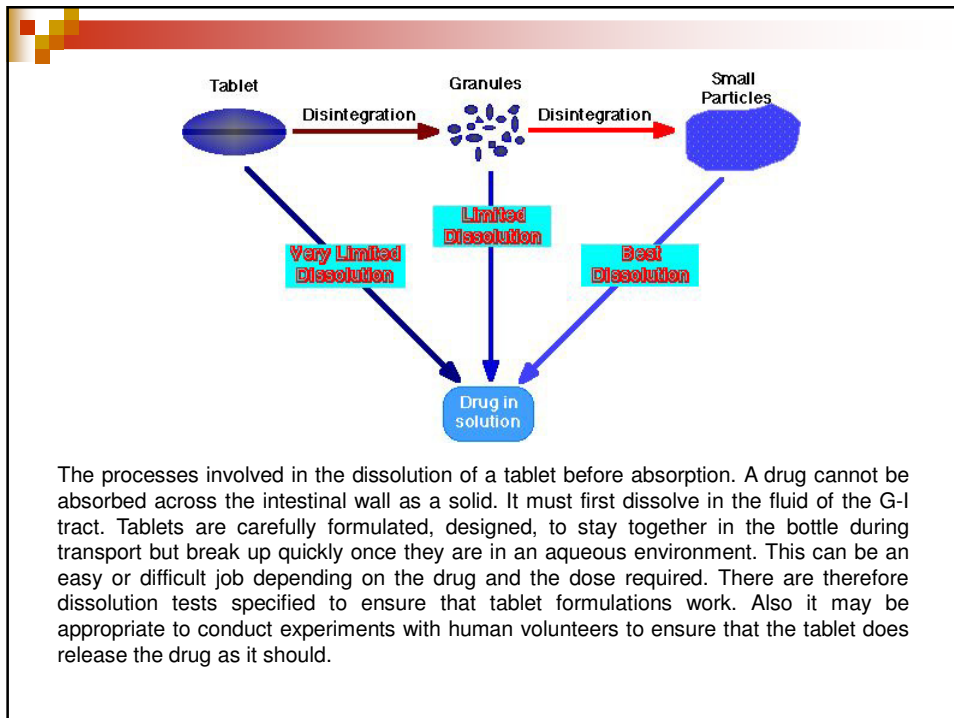 Tablet
Granules
Small
Particles
Disintegration
Disintegration
Limited
Dissolution
Very Limited
Dissolution
Best
Dissolution
Drug in
solution
The processes involved in the dissolution of a tablet before absorption. A drug cannot be
absorbed across the intestinal wall as a solid. It must first dissolve in the fluid of the G-I
tract. Tablets are carefully formulated, designed, to stay together in the bottle during
transport but break up quickly once they are in an aqueous environment. This can be an
easy or difficult job depending on the drug and the dose required. There are therefore
dissolution tests specified to ensure that tablet formulations work. Also it may be
appropriate to conduct experiments with human volunteers to ensure that the tablet does
release the drug as it should.